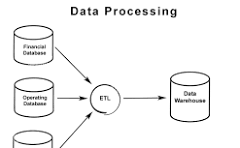 Data Processing
Financial
Database
Operating
Database
ETL
Data
Warehouse